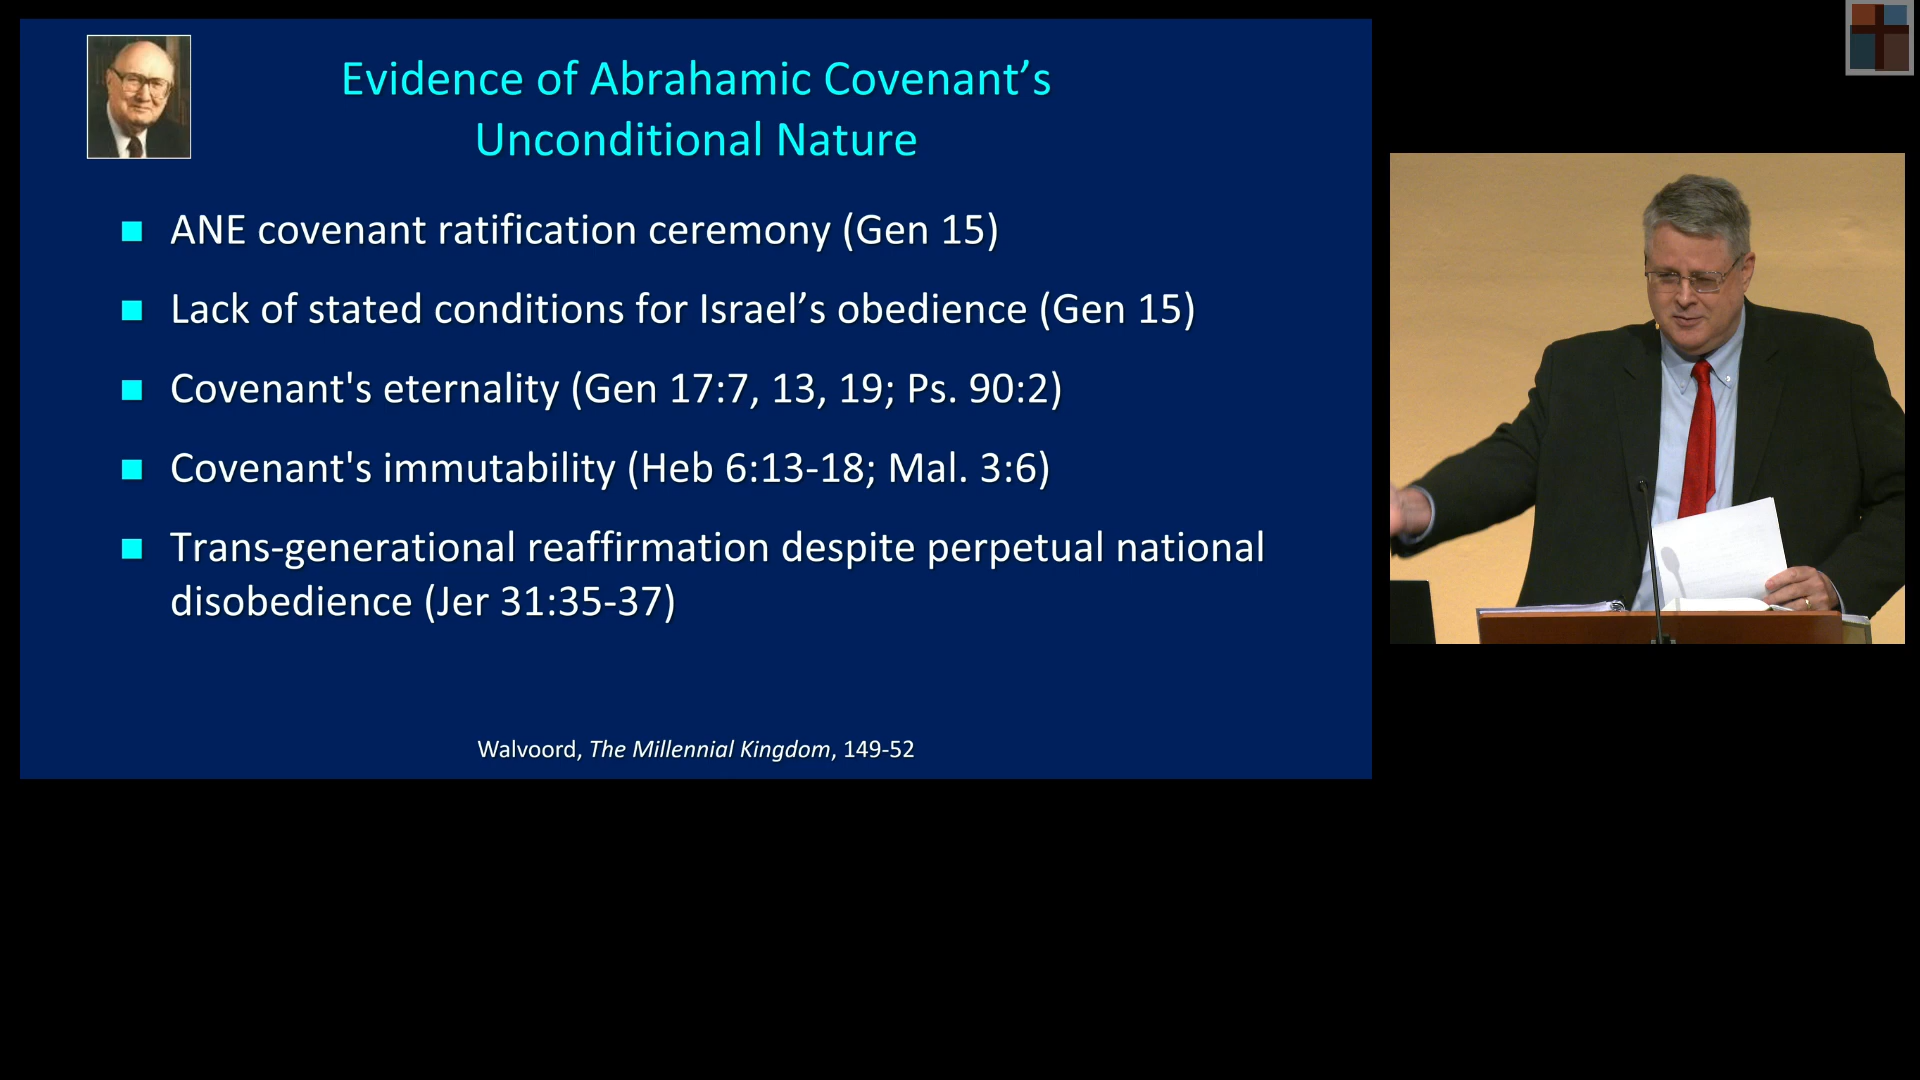 Evidence of Abrahamic Covenant’s
Unconditional Nature
ANE covenant ratification ceremony (Gen 15)
Lack of stated conditions for Israel’s obedience (Gen 15)
Covenant's eternality (Gen 17:7, 13, 19; Ps. 90:2)
Covenant's immutability (Heb 6:13-18; Mal. 3:6)
Trans-generational reaffirmation despite perpetual national
disobedience (Jer 31:35-37)
Walvoord, The Millennial Kingdom, 149-52